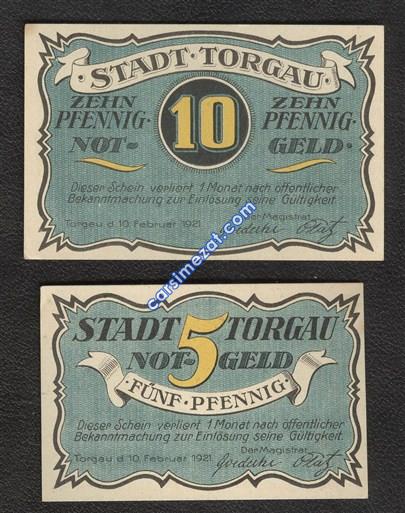 STADT·TORGAU
ZEHN 10 ZEHN
PFENNIG· PFENNIG·
NOT= GELD·
Dieser Schein verliert 1 Monat nach öffentlicher
Bekanntmachung zur Einlösung seine Gültigkeit.
Torgau d. 10. Februar 1921. Der Magistrat
carsimezat.com
STADT 5 TORGAU
NOT= GELD
·FÜNF·PFENNIG·
Dieser Schein verliert 1 Monat nach öffentlicher
Bekanntmachung zur Einlösung seine Gültigkeit.
Torgau d. 10. Februar 1921. Der Magistrat